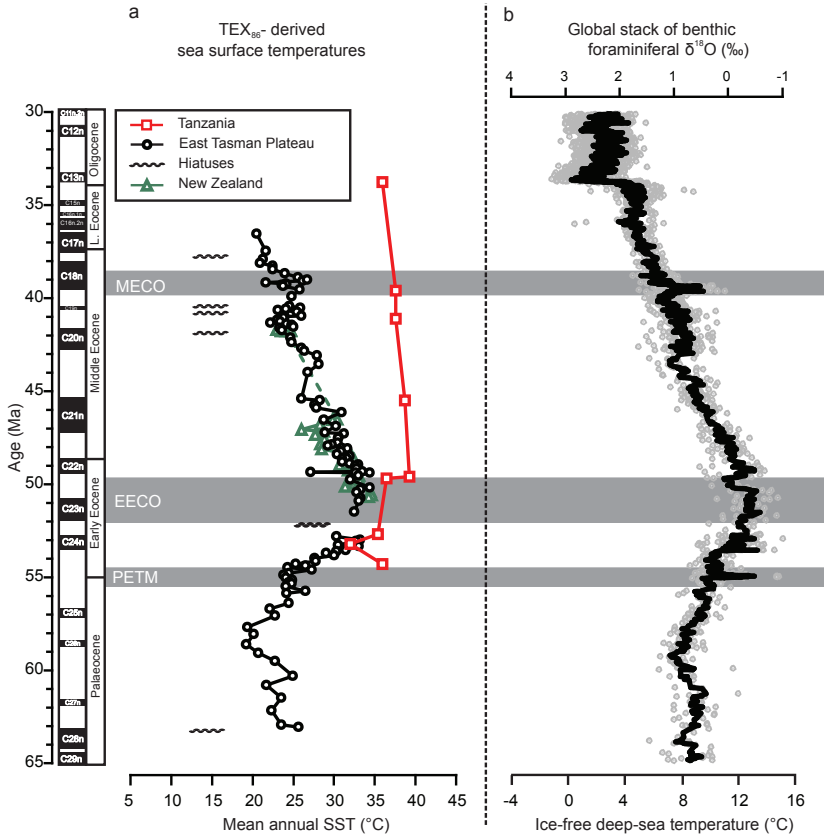 a
b
TEX₈₆- derived
sea surface temperatures
Global stack of benthic
foraminiferal δ¹⁸O (‰)
4 3 2 1 0 -1
Tanzania
East Tasman Plateau
Hiatuses
New Zealand
Age (Ma)
30
35
40
45
50
55
60
65
C12n
C13n
C15n
C16n.2n
C17n
C18n
C20n
C21n
C22n
C23n
C24n
C25n
C26n
C27n
C28n
C29n
Oligocene
L. Eocene
Middle Eocene
Early Eocene
Palaeocene
MECO
EECO
PETM
5 10 15 20 25 30 35 40 45
Mean annual SST (°C)
-4 0 4 8 12 16
Ice-free deep-sea temperature (°C)